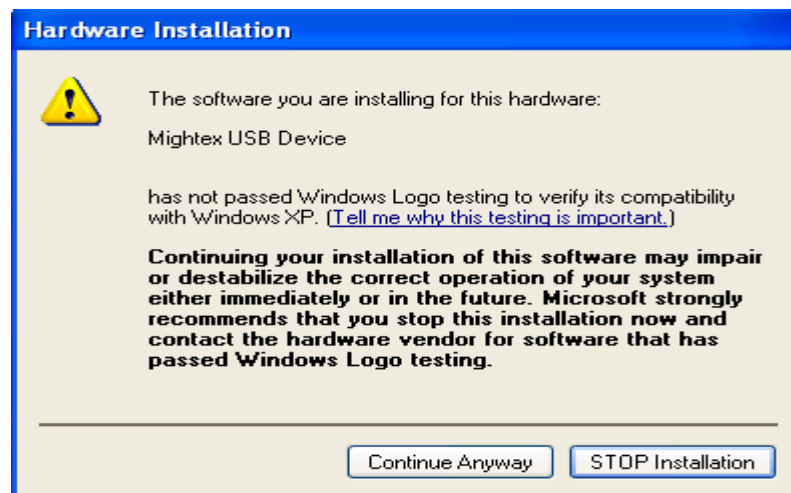 Hardware Installation
The software you are installing for this hardware:
Mightex USB Device
has not passed Windows Logo testing to verify its compatibility
with Windows XP. (Tell me why this testing is important.)
Continuing your installation of this software may impair
or destabilize the correct operation of your system
either immediately or in the future. Microsoft strongly
recommends that you stop this installation now and
contact the hardware vendor for software that has
passed Windows Logo testing.
Continue Anyway
STOP Installation